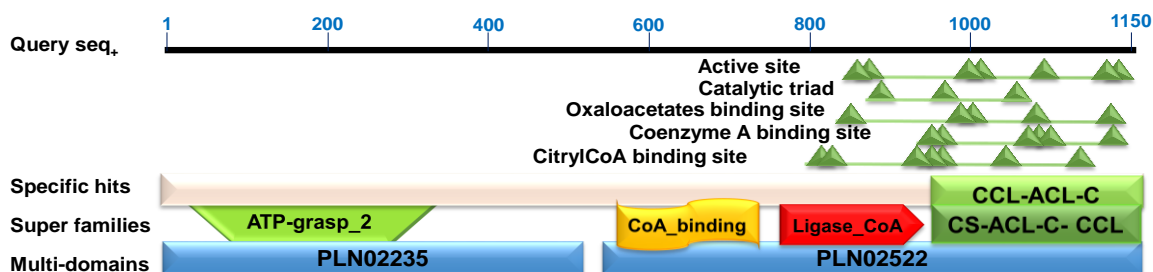 1 200 400 600 800 1000 1150
Query seq+
Active site
Catalytic triad
Oxaloacetates binding site
Coenzyme A binding site
CitrylCoA binding site
Specific hits CCL-ACL-C
Super families ATP-grasp_2 CoA_binding Ligase_CoA CS-ACL-C- CCL
Multi-domains PLN02235 PLN02522